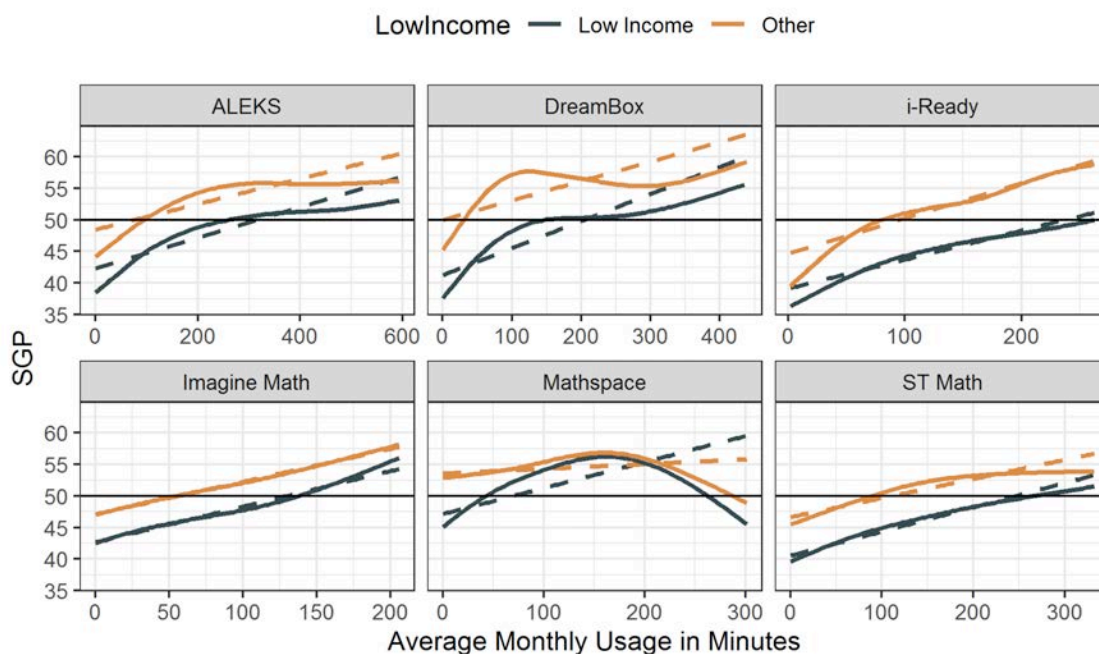 LowIncome Low Income Other
ALEKS DreamBox i-Ready
60
55
50
45
40
35
0 200 400 600 0 100 200 300 400 0 100 200
SGP
Imagine Math Mathspace ST Math
60
55
50
45
40
35
0 50 100 150 200 0 100 200 300 0 100 200 300
Average Monthly Usage in Minutes